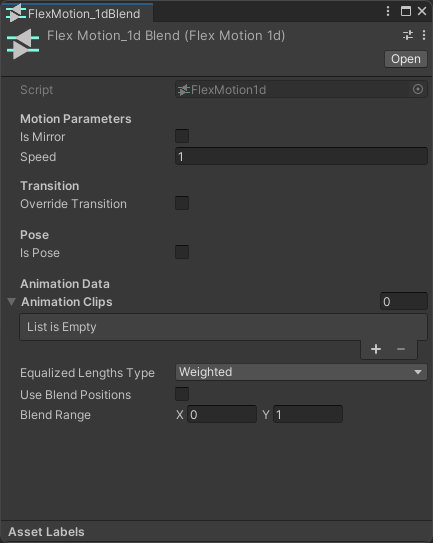 FlexMotion_1dBlend
Flex Motion_1d Blend (Flex Motion 1d)
Open
Script FlexMotion1d
Motion Parameters
Is Mirror
Speed 1
Transition
Override Transition
Pose
Is Pose
Animation Data
Animation Clips 0
List is Empty
+ −
Equalized Lengths Type Weighted
Use Blend Positions
Blend Range X 0 Y 1
Asset Labels